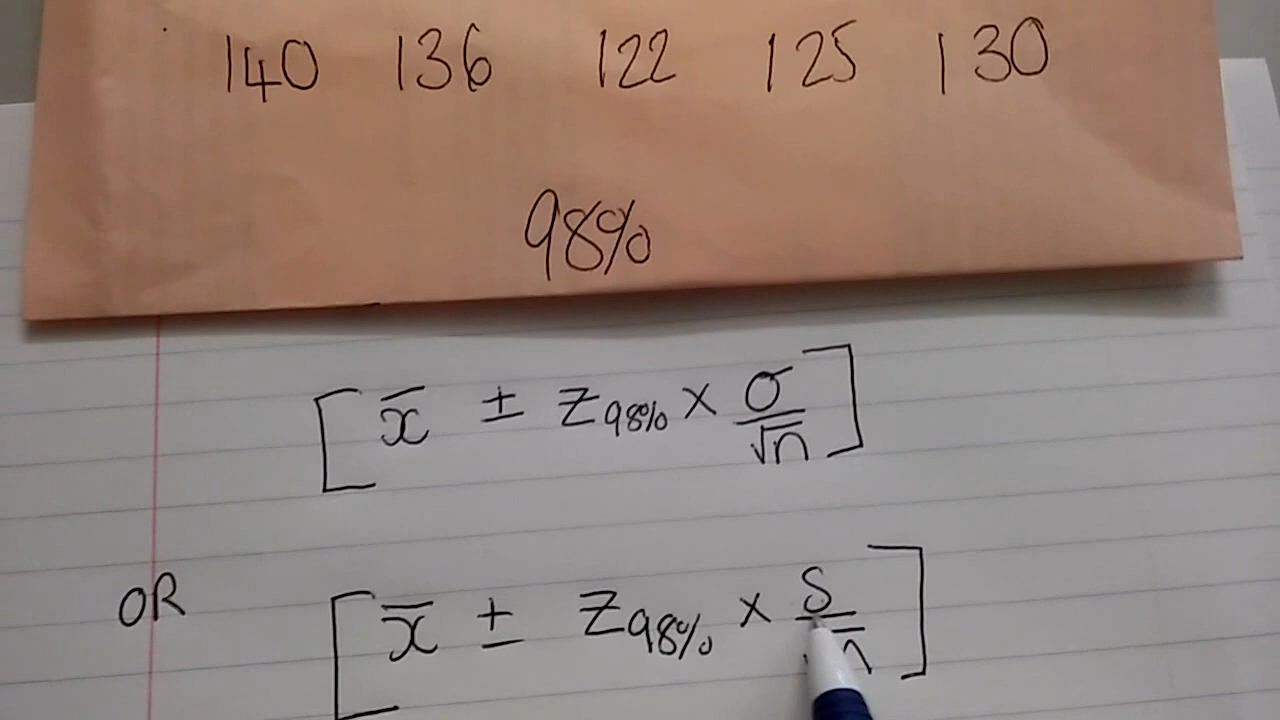 140 136 122 125 130
98%
[x̄ ± z98% × σ/√n]
OR [x̄ ± z98% × s/√n]